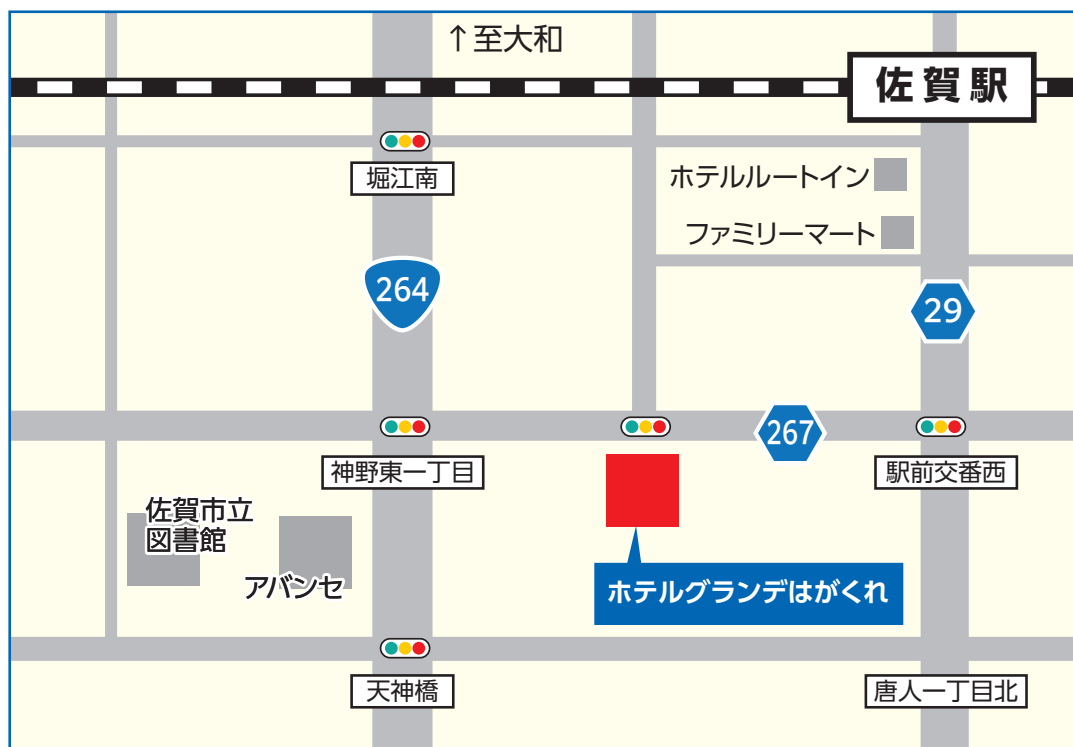 ↑至大和
佐賀駅
堀江南
ホテルルートイン
ファミリーマート
264
29
267
神野東一丁目
駅前交番西
佐賀市立
図書館
アバンセ
ホテルグランデはがくれ
天神橋
唐人一丁目北